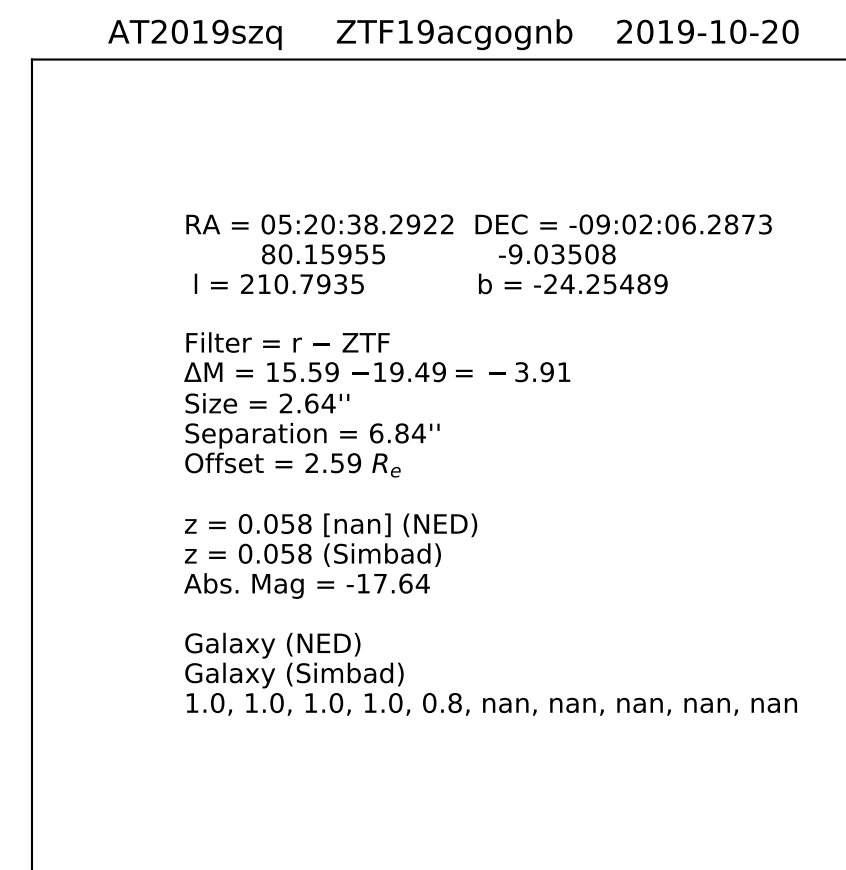 AT2019szq ZTF19acgognb 2019-10-20
RA = 05:20:38.2922 DEC = -09:02:06.2873
80.15955 -9.03508
l = 210.7935 b = -24.25489
Filter = r − ZTF
ΔM = 15.59 −19.49 = −3.91
Size = 2.64''
Separation = 6.84''
Offset = 2.59 Re
z = 0.058 [nan] (NED)
z = 0.058 (Simbad)
Abs. Mag = -17.64
Galaxy (NED)
Galaxy (Simbad)
1.0, 1.0, 1.0, 1.0, 0.8, nan, nan, nan, nan, nan